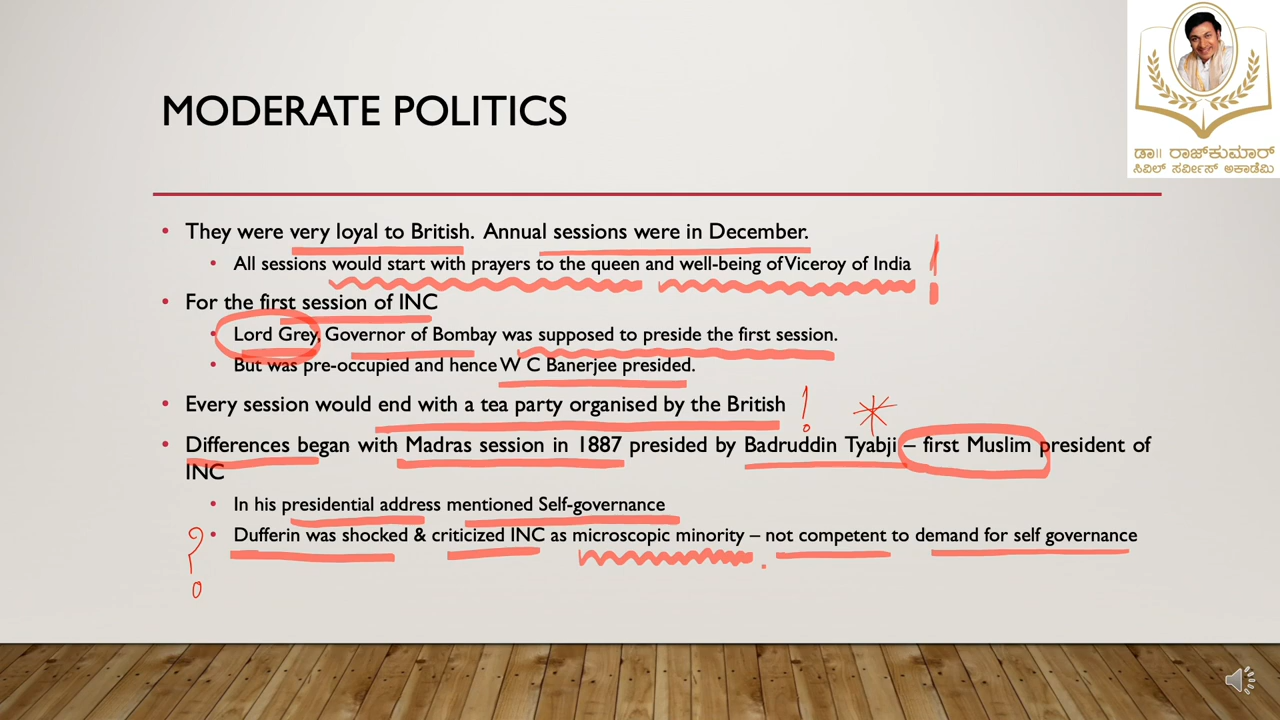 MODERATE POLITICS
ಡಾ॥ ರಾಜ್‌ಕುಮಾರ್
ಸಿವಿಲ್ ಸರ್ವೀಸ್ ಅಕಾಡೆಮಿ
• They were very loyal to British. Annual sessions were in December.
• All sessions would start with prayers to the queen and well-being of Viceroy of India
!
• For the first session of INC
• Lord Grey, Governor of Bombay was supposed to preside the first session.
• But was pre-occupied and hence W C Banerjee presided.
• Every session would end with a tea party organised by the British
!
*
• Differences began with Madras session in 1887 presided by Badruddin Tyabji – first Muslim president of
INC
• In his presidential address mentioned Self-governance
?
• Dufferin was shocked & criticized INC as microscopic minority – not competent to demand for self governance